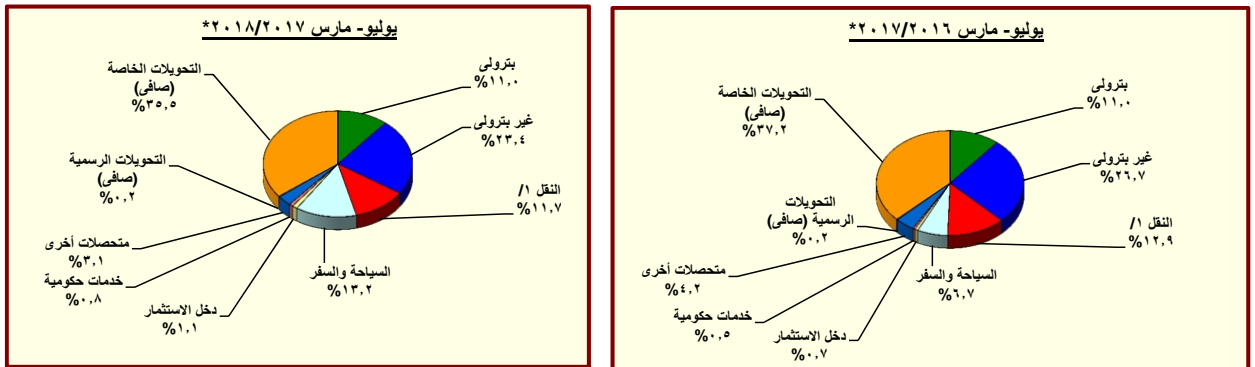 يوليو- مارس ٢٠١٧/٢٠١٦*
بترولى
%١١,٠
غير بترولى
%٢٦,٧
النقل ١/
%١٢,٩
السياحة والسفر
%٦,٧
دخل الاستثمار
%٠,٧
خدمات حكومية
%٠,٥
متحصلات أخرى
%٤,٢
التحويلات
الرسمية (صافى)
%٠,٢
التحويلات الخاصة
(صافى)
%٣٧,٢
يوليو- مارس ٢٠١٨/٢٠١٧*
بترولى
%١١,٠
غير بترولى
%٢٣,٤
النقل ١/
%١١,٧
السياحة والسفر
%١٣,٢
دخل الاستثمار
%١,١
خدمات حكومية
%٠,٨
متحصلات أخرى
%٣,١
التحويلات الرسمية
(صافى)
%٠,٢
التحويلات الخاصة
(صافى)
%٣٥,٥